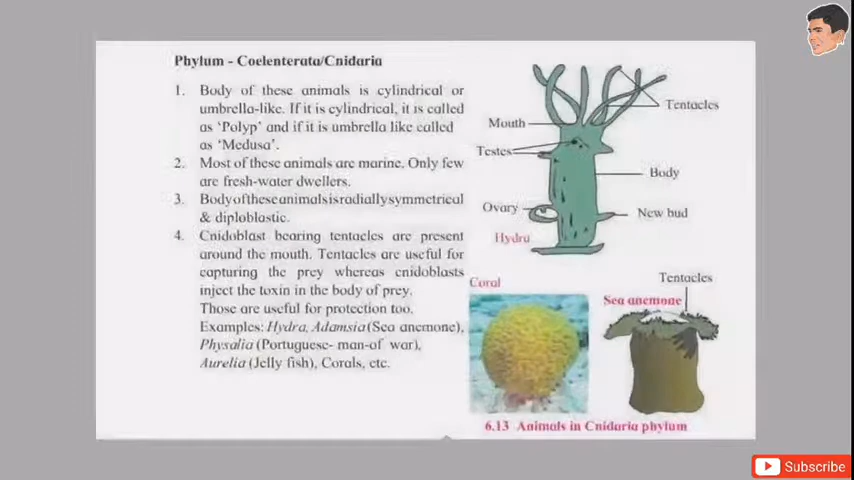 Phylum - Coelenterata/Cnidaria
1. Body of these animals is cylindrical or
umbrella-like. If it is cylindrical, it is called
as ‘Polyp’ and if it is umbrella like called
as ‘Medusa’.
2. Most of these animals are marine. Only few
are fresh-water dwellers.
3. Body of these animals is radially symmetrical
& diploblastic.
4. Cnidoblast bearing tentacles are present
around the mouth. Tentacles are useful for
capturing the prey whereas cnidoblasts
inject the toxin in the body of prey.
Those are useful for protection too.
Examples: Hydra, Adamsia (Sea anemone),
Physalia (Portuguese- man-of war),
Aurelia (Jelly fish), Corals, etc.
Tentacles
Mouth
Testes
Body
Ovary
New bud
Hydra
Coral
Tentacles
Sea anemone
6.13 Animals in Cnidaria phylum
Subscribe